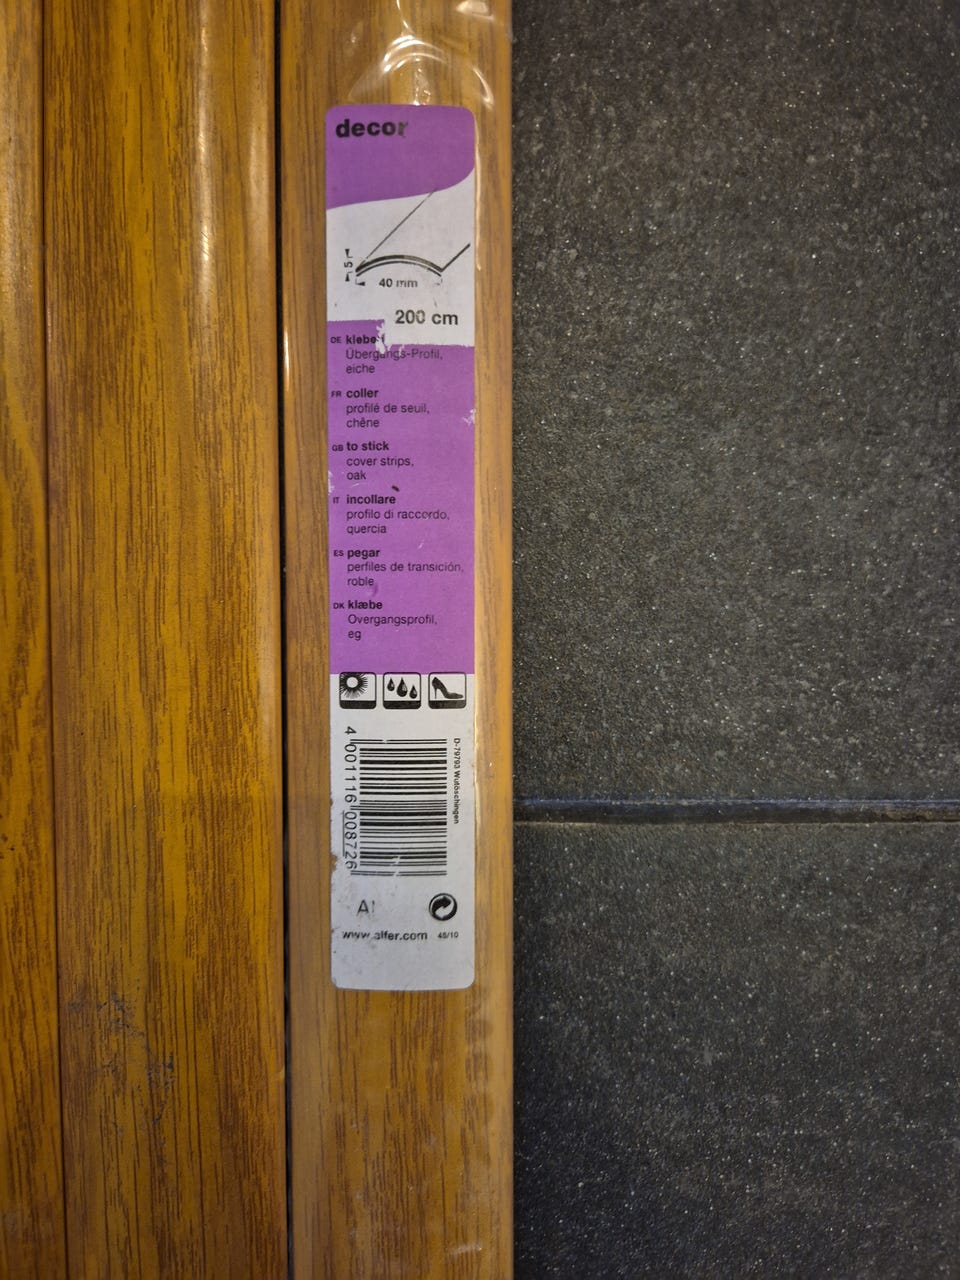 decor
5
40 mm
200 cm
DE klebe
Übergangs-Profil,
eiche
FR coller
profilé de seuil,
chêne
GB to stick
cover strips,
oak
IT incollare
profilo di raccordo,
quercia
ES pegar
perfiles de transición,
roble
DK klæbe
Overgangsprofil,
eg
4 001116 008726
D-79793 Wutöschingen
Al
www.alfer.com 45/10